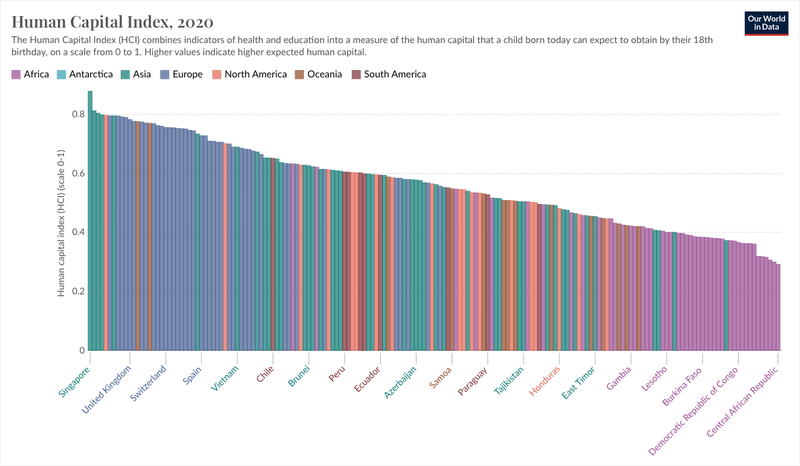 Human Capital Index, 2020
Our World
in Data
The Human Capital Index (HCI) combines indicators of health and education into a measure of the human capital that a child born today can expect to obtain by their 18th
birthday, on a scale from 0 to 1. Higher values indicate higher expected human capital.
Africa Antarctica Asia Europe North America Oceania South America
Human capital index (HCI) (scale 0-1)
0.8
0.6
0.4
0.2
0
Singapore
United Kingdom
Switzerland
Spain
Vietnam
Chile
Brunei
Peru
Ecuador
Azerbaijan
Samoa
Paraguay
Tajikistan
Honduras
East Timor
Gambia
Lesotho
Burkina Faso
Democratic Republic of Congo
Central African Republic